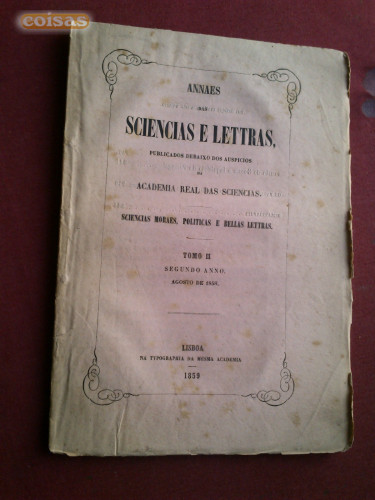 coisas
ANNAES
DAS
SCIENCIAS E LETTRAS,
PUBLICADOS DEBAIXO DOS AUSPICIOS
DA
ACADEMIA REAL DAS SCIENCIAS.
SCIENCIAS MORAES, POLITICAS E BELLAS LETTRAS.
TOMO II
SEGUNDO ANNO.
AGOSTO DE 1858.
LISBOA
NA TYPOGRAPHIA DA MESMA ACADEMIA
1859